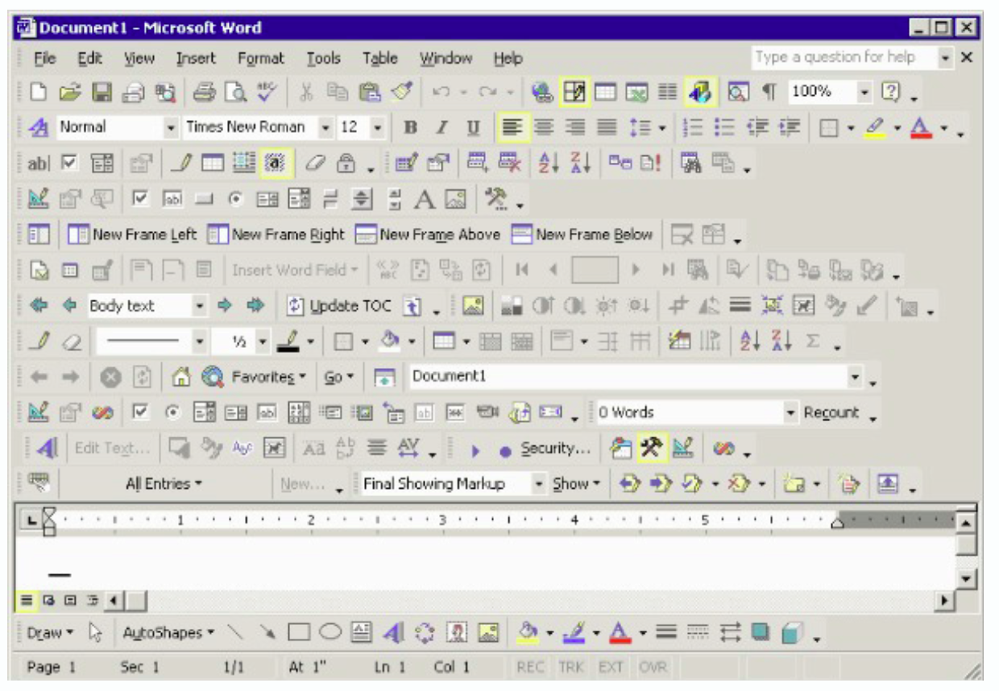 Document1 - Microsoft Word
File Edit View Insert Format Tools Table Window Help Type a question for help
100%
Normal Times New Roman 12 B I U
ab|
A
New Frame Left New Frame Right New Frame Above New Frame Below
Insert Word Field
Body text Update TOC
½
Favorites Go Document1
0 Words Recount
Edit Text... Security...
All Entries New... Final Showing Markup Show
1 2 3 4 5
Draw AutoShapes
Page 1 Sec 1 1/1 At 1" Ln 1 Col 1 REC TRK EXT OVR